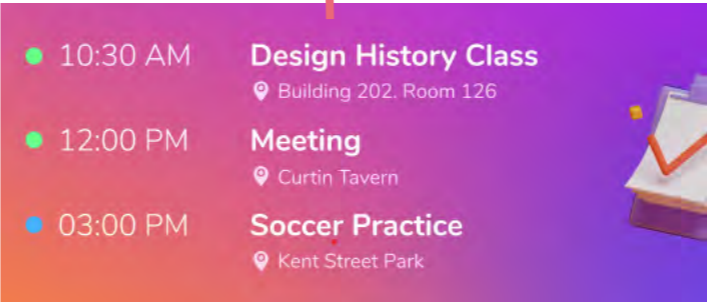 10:30 AM Design History Class
Building 202. Room 126
12:00 PM Meeting
Curtin Tavern
03:00 PM Soccer Practice
Kent Street Park